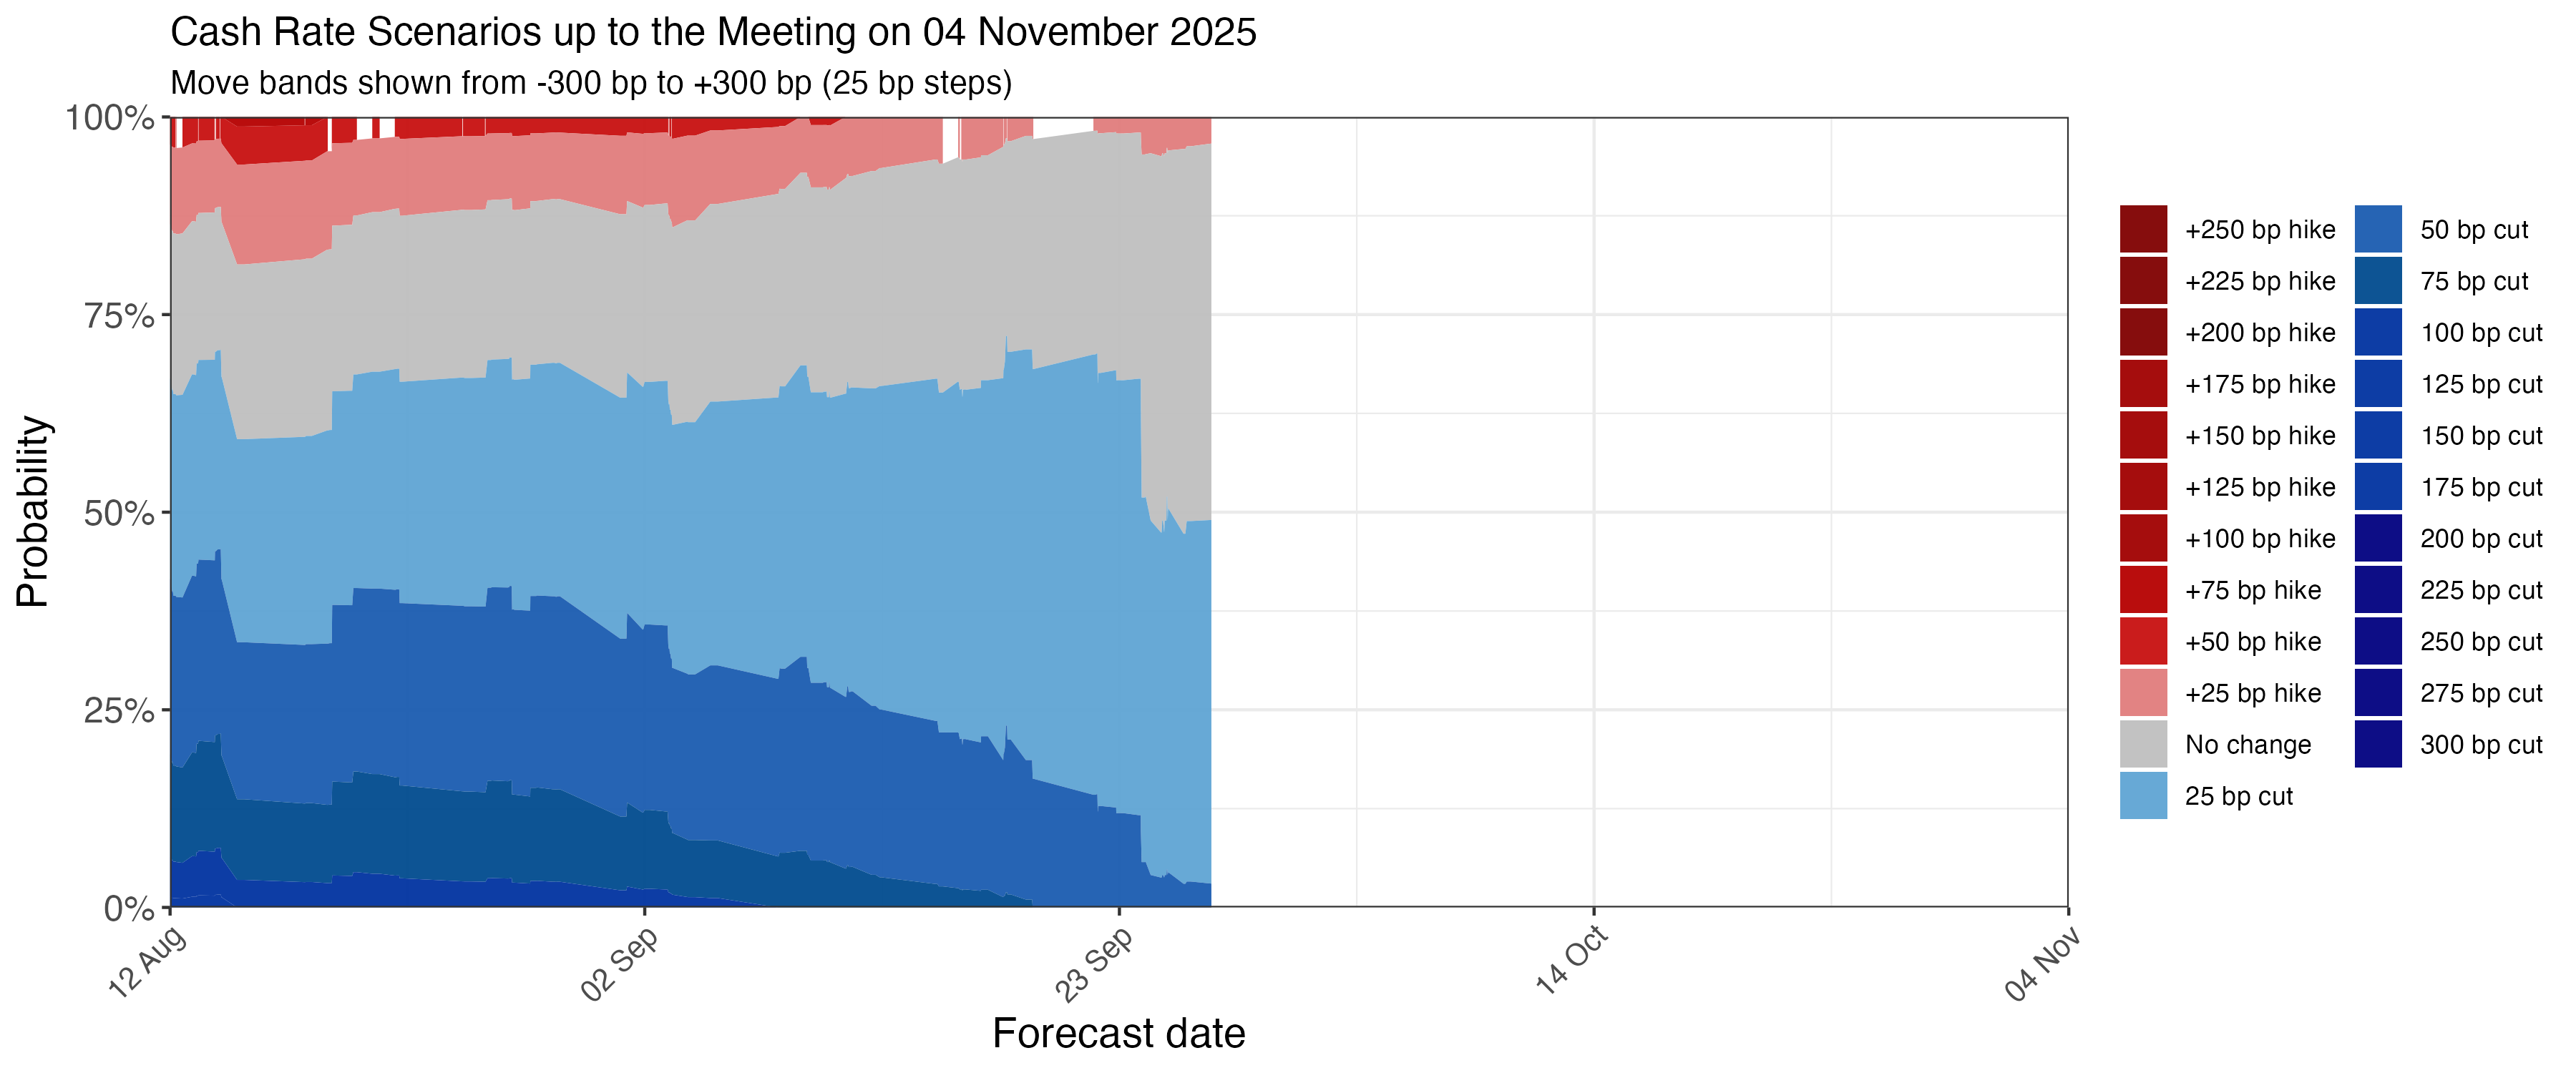 Cash Rate Scenarios up to the Meeting on 04 November 2025
Move bands shown from -300 bp to +300 bp (25 bp steps)
Probability
100%
75%
50%
25%
0%
12 Aug
02 Sep
23 Sep
14 Oct
04 Nov
Forecast date
+250 bp hike
+225 bp hike
+200 bp hike
+175 bp hike
+150 bp hike
+125 bp hike
+100 bp hike
+75 bp hike
+50 bp hike
+25 bp hike
No change
25 bp cut
50 bp cut
75 bp cut
100 bp cut
125 bp cut
150 bp cut
175 bp cut
200 bp cut
225 bp cut
250 bp cut
275 bp cut
300 bp cut